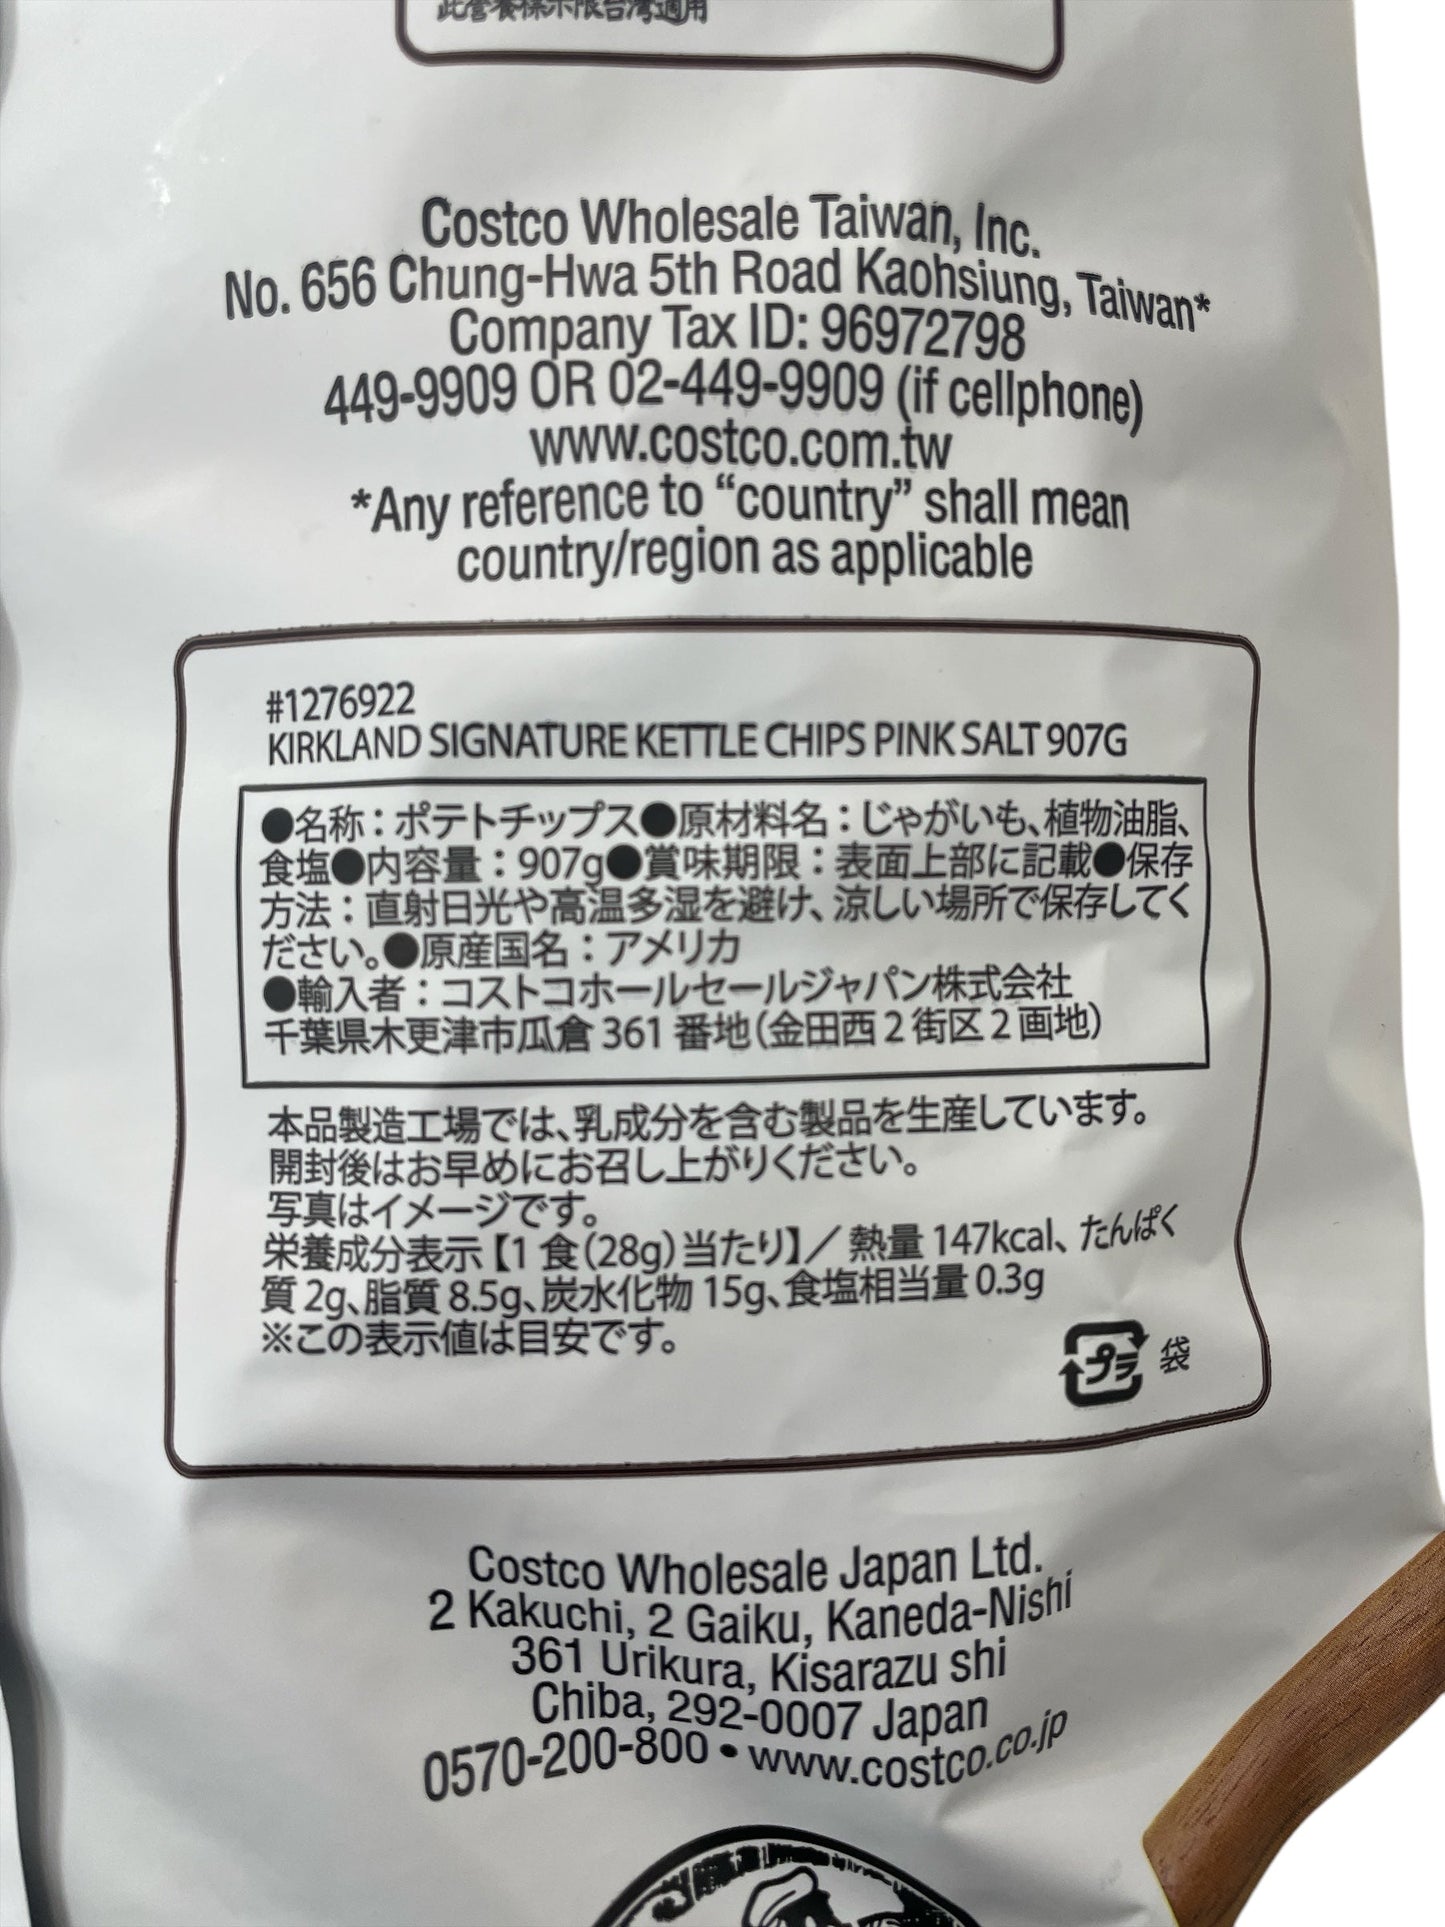 此營養標示限台灣適用
Costco Wholesale Taiwan, Inc.
No. 656 Chung-Hwa 5th Road Kaohsiung, Taiwan*
Company Tax ID: 96972798
449-9909 OR 02-449-9909 (if cellphone)
www.costco.com.tw
*Any reference to “country” shall mean
country/region as applicable
#1276922
KIRKLAND SIGNATURE KETTLE CHIPS PINK SALT 907G
●名称：ポテトチップス●原材料名：じゃがいも、植物油脂、
食塩●内容量：907g●賞味期限：表面上部に記載●保存
方法：直射日光や高温多湿を避け、涼しい場所で保存してく
ださい。●原産国名：アメリカ
●輸入者：コストコホールセールジャパン株式会社
千葉県木更津市瓜倉 361 番地（金田西 2 街区 2 画地）
本品製造工場では、乳成分を含む製品を生産しています。
開封後はお早めにお召し上がりください。
写真はイメージです。
栄養成分表示【1 食（28g）当たり】／ 熱量 147kcal、たんぱく
質 2g、脂質 8.5g、炭水化物 15g、食塩相当量 0.3g
※この表示値は目安です。
プラ 袋
Costco Wholesale Japan Ltd.
2 Kakuchi, 2 Gaiku, Kaneda-Nishi
361 Urikura, Kisarazu shi
Chiba, 292-0007 Japan
0570-200-800 • www.costco.co.jp